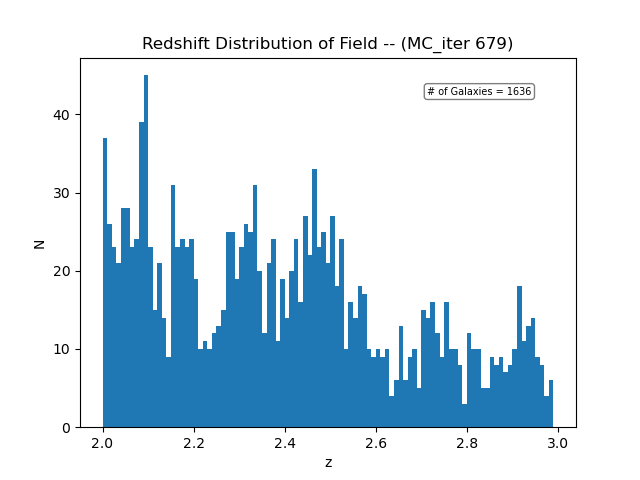 Redshift Distribution of Field -- (MC_iter 679)
# of Galaxies = 1636
40
30
20
10
0
N
2.0 2.2 2.4 2.6 2.8 3.0
z